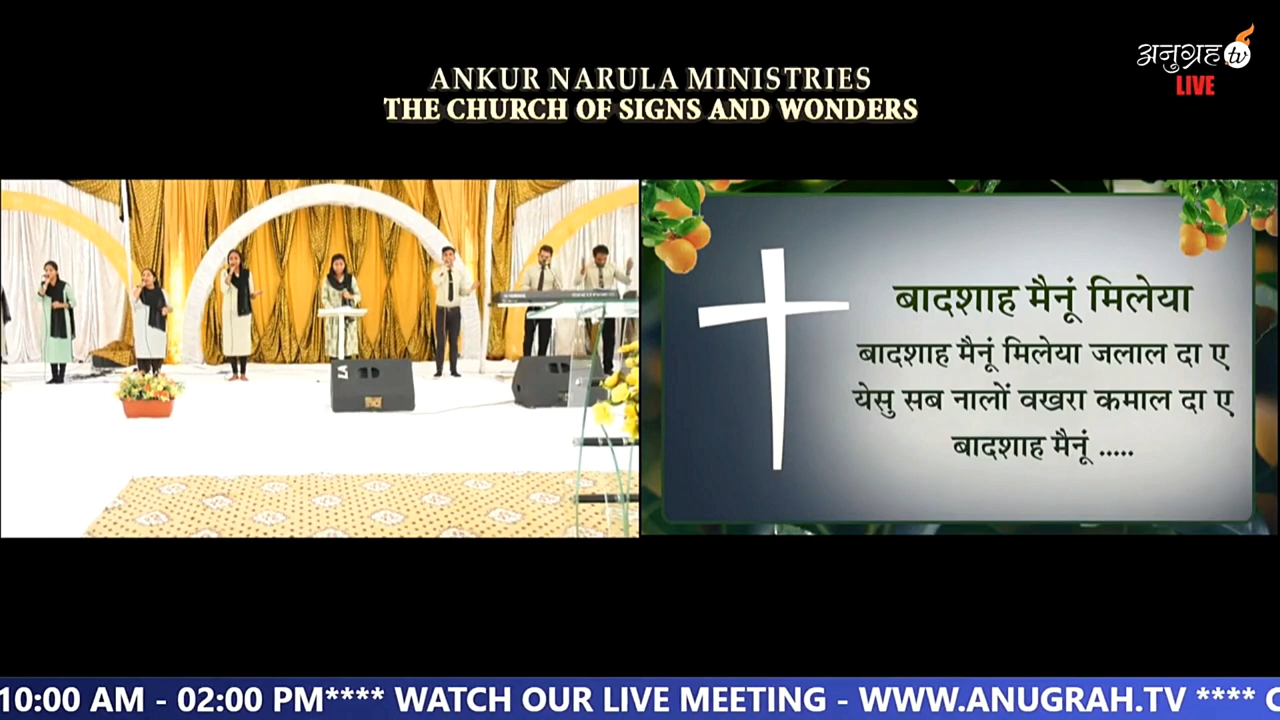 ANKUR NARULA MINISTRIES
THE CHURCH OF SIGNS AND WONDERS
अनुग्रह tv
LIVE
बादशाह मैनूं मिलेया
बादशाह मैनूं मिलेया जलाल दा ए
येसु सब नालों वखरा कमाल दा ए
बादशाह मैनूं .....
10:00 AM - 02:00 PM**** WATCH OUR LIVE MEETING - WWW.ANUGRAH.TV ****